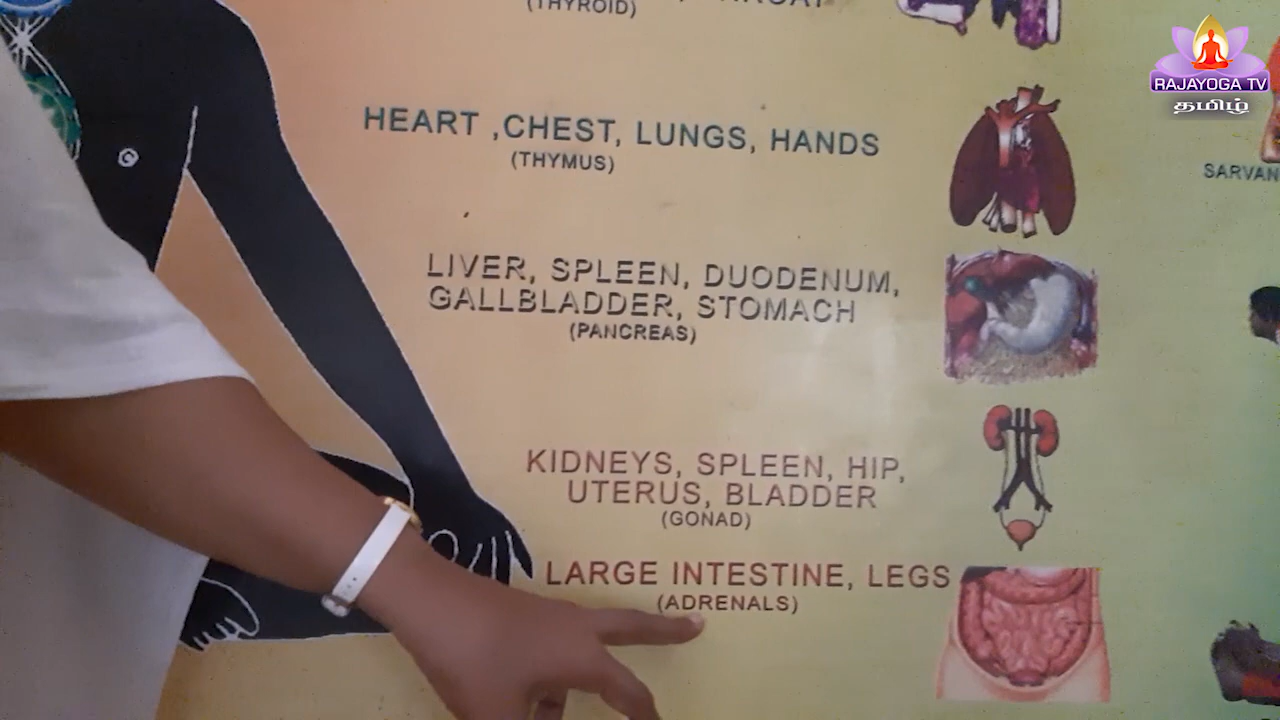 THROAT
(THYROID)
RAJAYOGA TV
தமிழ்
HEART ,CHEST, LUNGS, HANDS
(THYMUS)
SARVAN
LIVER, SPLEEN, DUODENUM,
GALLBLADDER, STOMACH
(PANCREAS)
KIDNEYS, SPLEEN, HIP,
UTERUS, BLADDER
(GONAD)
LARGE INTESTINE, LEGS
(ADRENALS)